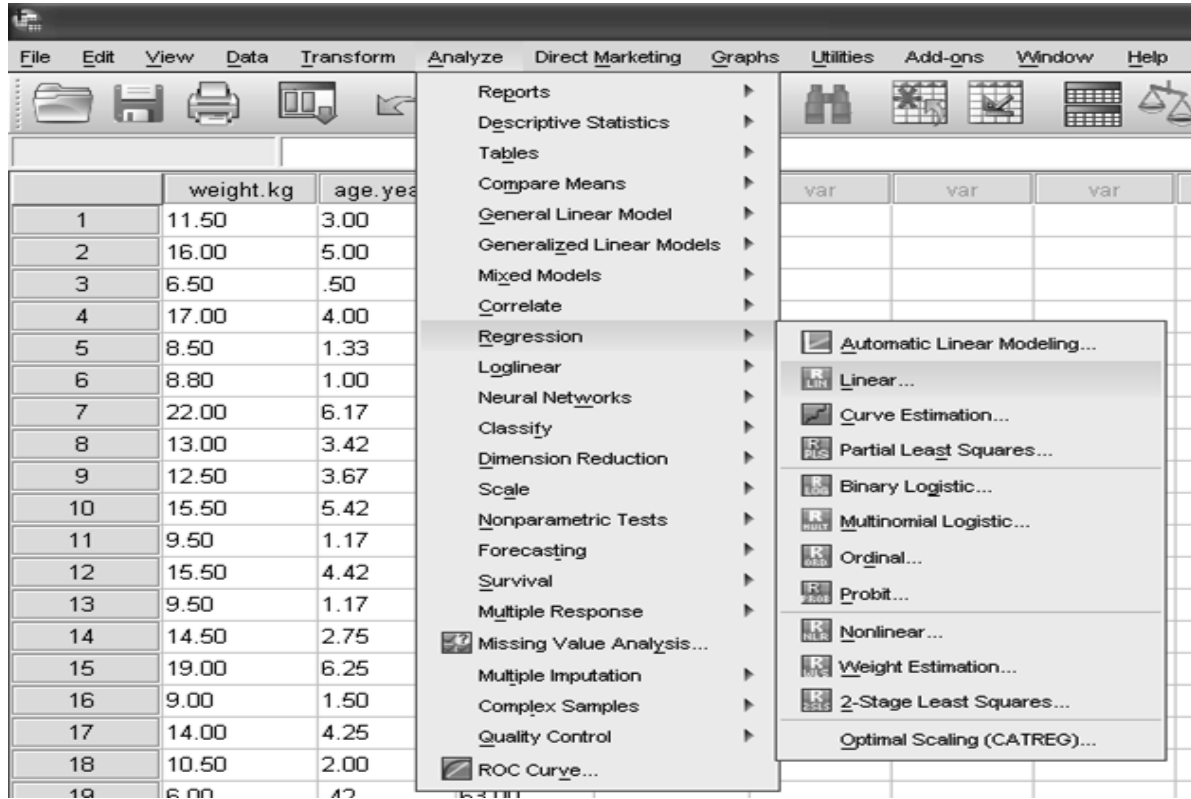 File Edit View Data Transform Analyze Direct Marketing Graphs Utilities Add-ons Window Help
Reports
Descriptive Statistics
Tables
Compare Means
General Linear Model
Generalized Linear Models
Mixed Models
Correlate
Regression
Loglinear
Neural Networks
Classify
Dimension Reduction
Scale
Nonparametric Tests
Forecasting
Survival
Multiple Response
Missing Value Analysis...
Multiple Imputation
Complex Samples
Quality Control
ROC Curve...
Automatic Linear Modeling...
Linear...
Curve Estimation...
Partial Least Squares...
Binary Logistic...
Multinomial Logistic...
Ordinal...
Probit...
Nonlinear...
Weight Estimation...
2-Stage Least Squares...
Optimal Scaling (CATREG)...
weight.kg age.yea var var var
1 11.50 3.00
2 16.00 5.00
3 6.50 .50
4 17.00 4.00
5 8.50 1.33
6 8.80 1.00
7 22.00 6.17
8 13.00 3.42
9 12.50 3.67
10 15.50 5.42
11 9.50 1.17
12 15.50 4.42
13 9.50 1.17
14 14.50 2.75
15 19.00 6.25
16 9.00 1.50
17 14.00 4.25
18 10.50 2.00
19 6.00 .42 63.00